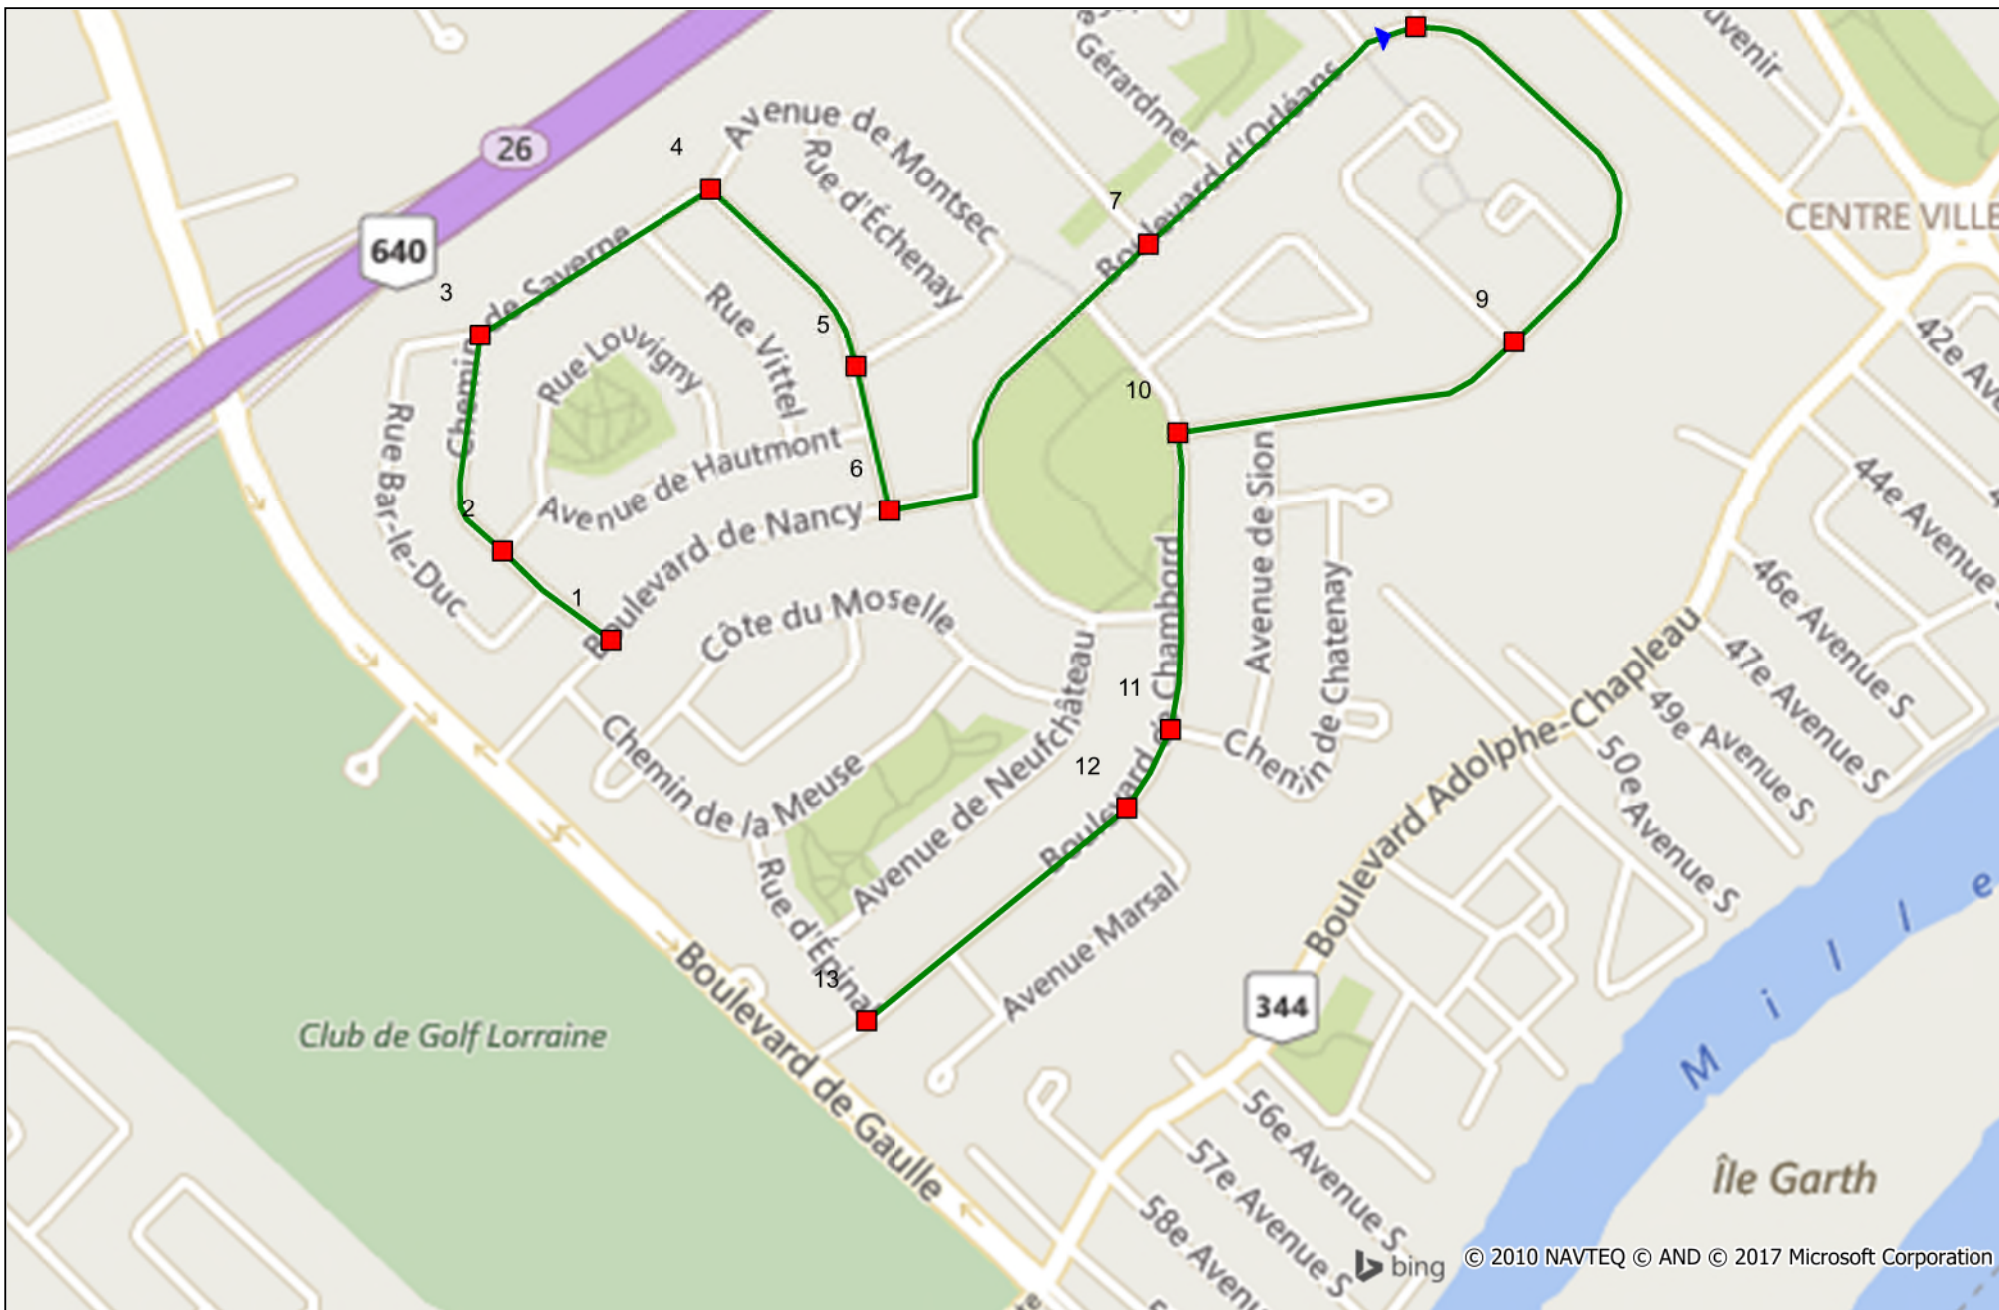 Gérardmer
uvenir
Avenue de Montsec
26
4
Rue d'Échenay
Boulevard d'Orléans
7
CENTRE VILLE
640
3
Chemin de Saverne
Rue Vittel
5
9
42e Ave
Rue Louvigny
10
Rue Bar-le-Duc
Avenue de Hautmont
6
2
Boulevard de Nancy
Avenue de Sion
44e Avenue S
46e Avenue S
1
Côte du Moselle
Chemin de Chatenay
47e Avenue S
49e Avenue S
50e Avenue S
11
Boulevard de Chambord
12
Chemin de la Meuse
Avenue de Neufchâteau
Boulevard Adolphe-Chapleau
Rue d'Épinal
13
Avenue Marsal
344
Club de Golf Lorraine
Boulevard de Gaulle
Mille
56e Avenue S
57e Avenue S
58e Avenu
Île Garth
bing
© 2010 NAVTEQ © AND © 2017 Microsoft Corporation